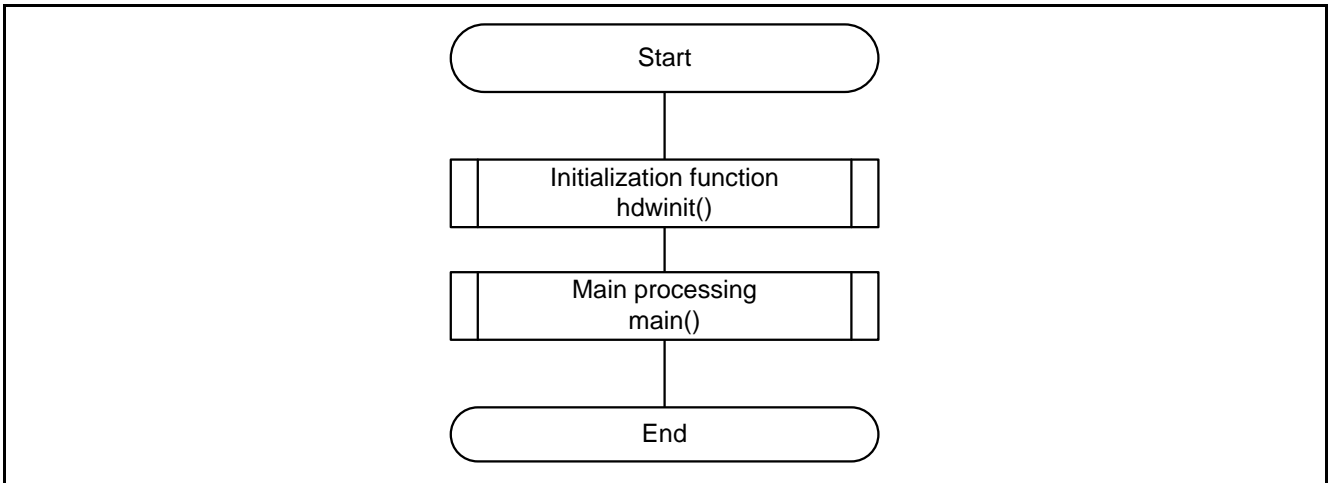 Start
Initialization function
hdwinit()
Main processing
main()
End